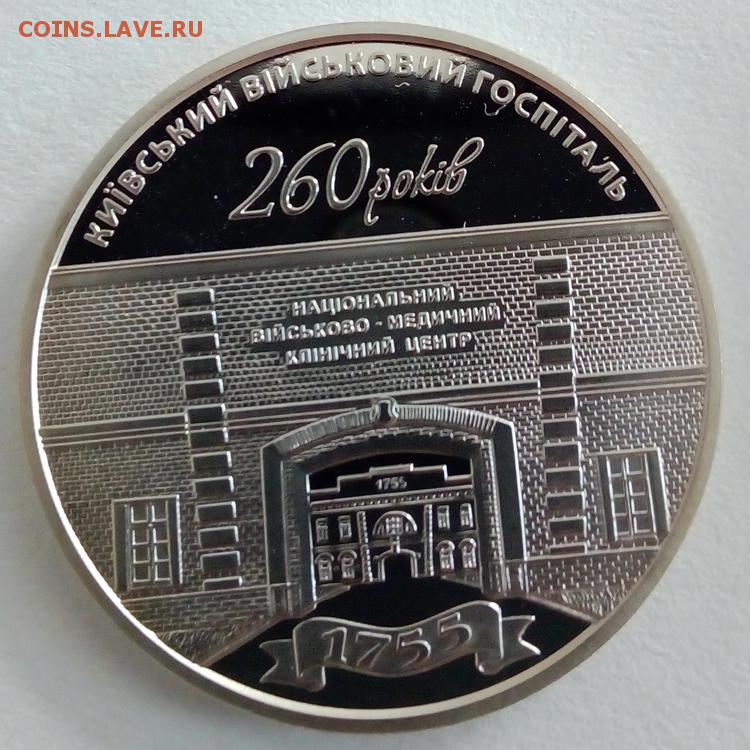 COINS.LAVE.RU
КИЇВСЬКИЙ ВІЙСЬКОВИЙ ГОСПІТАЛЬ
260 років
НАЦІОНАЛЬНИЙ
ВІЙСЬКОВО - МЕДИЧНИЙ
КЛІНІЧНИЙ ЦЕНТР
1755
1755